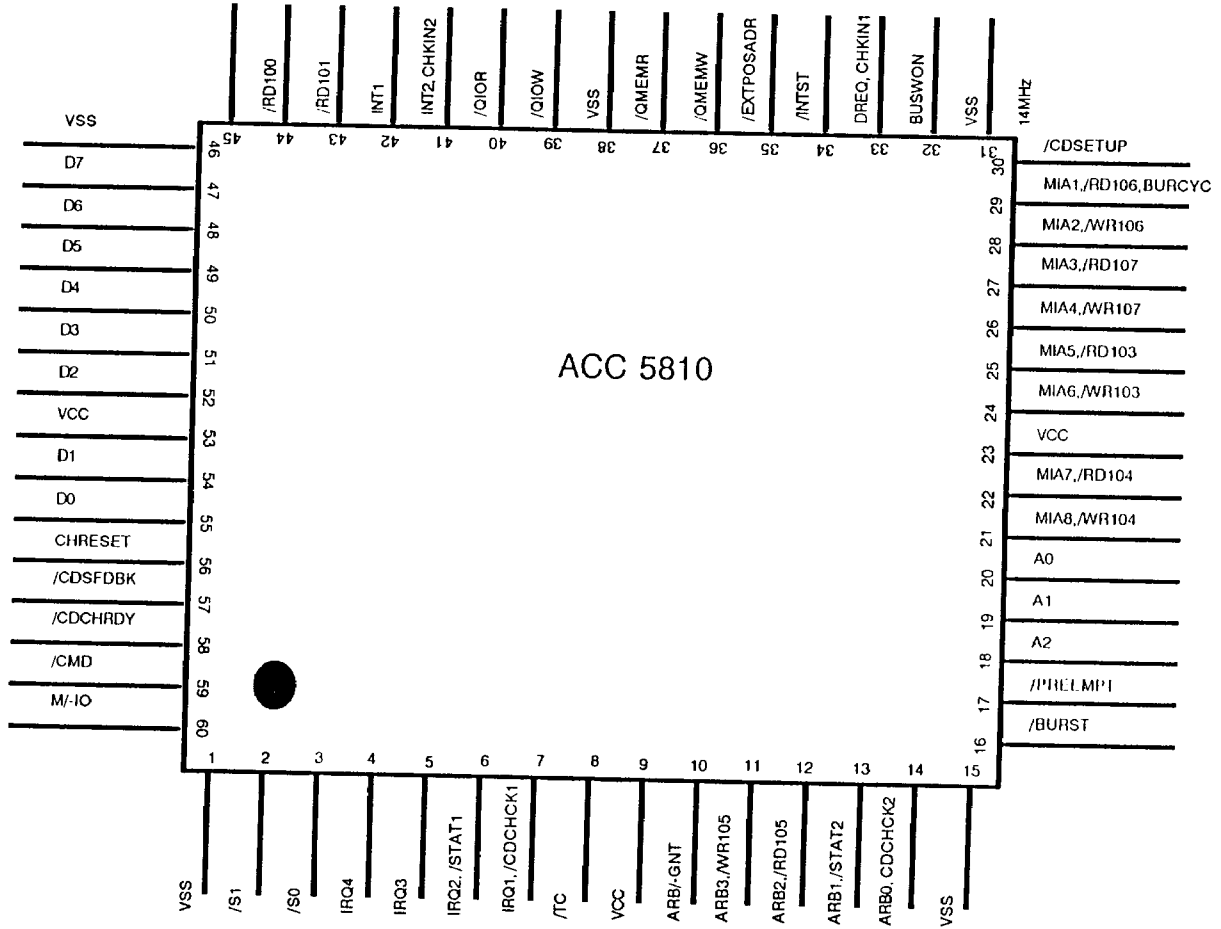 /RD100
/RD101
INT1
INT2, CHKIN2
/QIOR
/QIOW
VSS
/QMEMR
/QMEMW
/EXTPOSADR
/INTST
DREQ, CHKIN1
BUSWON
VSS
14MHz
45
44
43
42
41
40
39
38
37
36
35
34
33
32
31
VSS
46
D7
47
D6
48
D5
49
D4
50
D3
51
D2
52
VCC
53
D1
54
D0
55
CHRESET
56
/CDSFDBK
57
/CDCHRDY
58
/CMD
59
M/-IO
60
ACC 5810
/CDSETUP
30
MIA1,/RD106,BURCYC
29
MIA2,/WR106
28
MIA3,/RD107
27
MIA4,/WR107
26
MIA5,/RD103
25
MIA6,/WR103
24
VCC
23
MIA7,/RD104
22
MIA8,/WR104
21
A0
20
A1
19
A2
18
/PREEMPT
17
/BURST
16
1
2
3
4
5
6
7
8
9
10
11
12
13
14
15
VSS
/S1
/S0
IRQ4
IRQ3
IRQ2, /STAT1
IRQ1, /CDCHCK1
/TC
VCC
ARB/-GNT
ARB3,/WR105
ARB2,/RD105
ARB1,/STAT2
ARB0, CDCHCK2
VSS